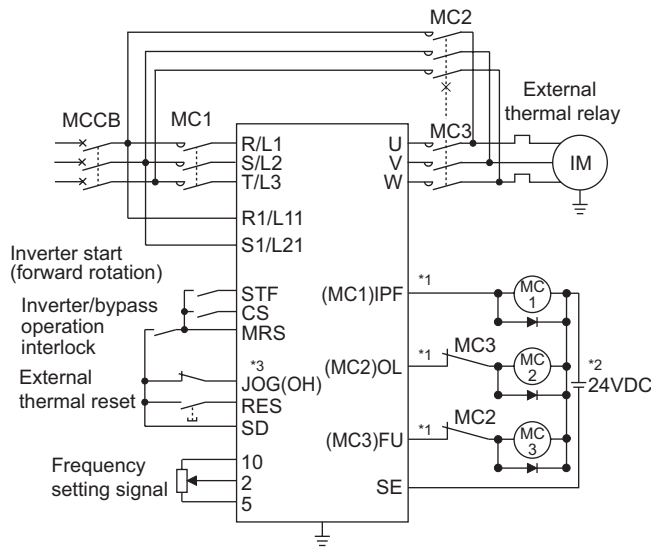 MC2
External
thermal relay
MCCB
MC1
MC3
R/L1
U
S/L2
V
IM
T/L3
W
R1/L11
S1/L21
Inverter start
(forward rotation)
Inverter/bypass
operation
interlock
STF
CS
MRS
(MC1)IPF
*1
MC
1
*3
JOG(OH)
External
thermal reset
RES
SD
(MC2)OL
*1
MC3
MC
2
*2
24VDC
(MC3)FU
*1
MC2
MC
3
Frequency
setting signal
10
2
5
SE